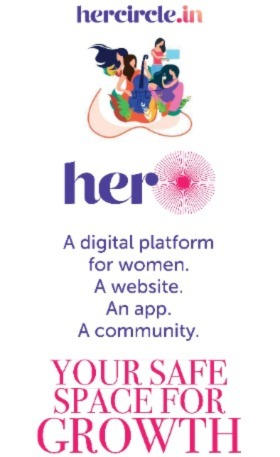 hercircle.in
her
A digital platform
for women.
A website.
An app.
A community.
YOUR SAFE
SPACE FOR
GROWTH